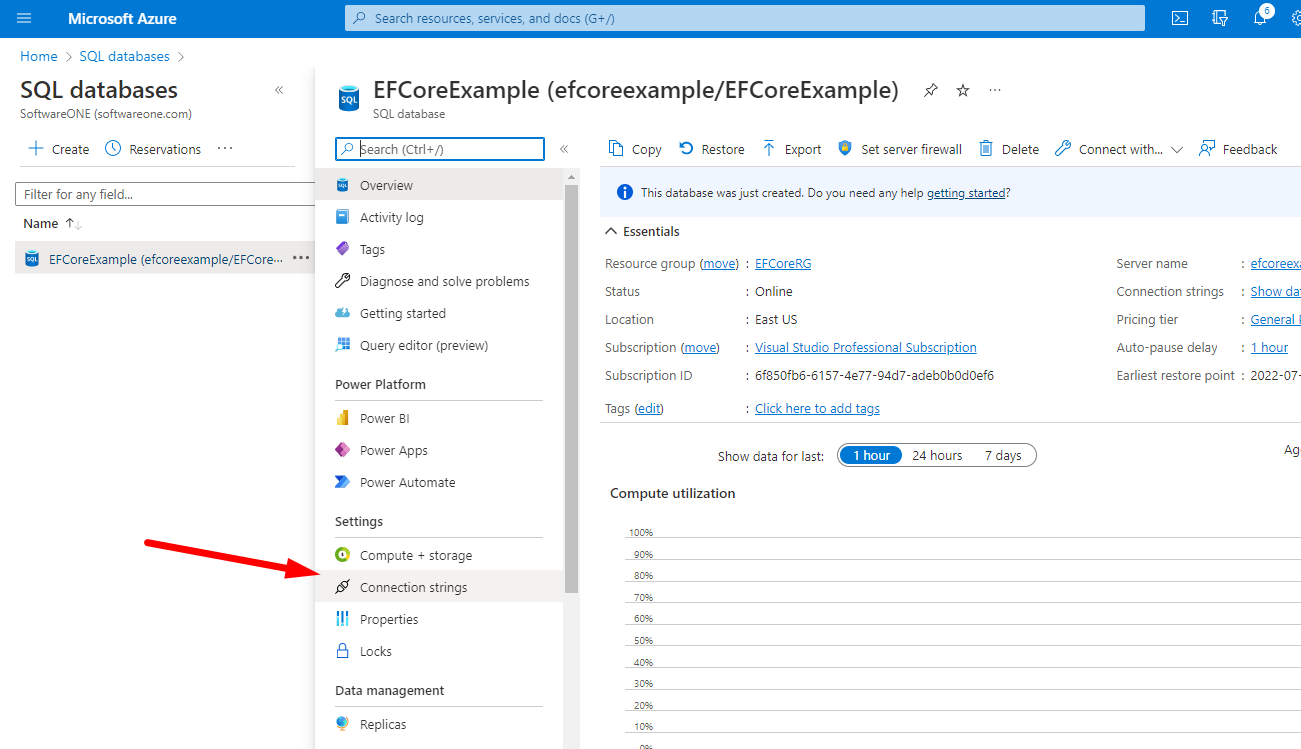 Microsoft Azure
Search resources, services, and docs (G+/)
6
Home > SQL databases >
SQL databases
SoftwareONE (softwareone.com)
Create
Reservations
Filter for any field...
Name
SQL
EFCoreExample (efcoreexample/EFCore...
SQL
EFCoreExample (efcoreexample/EFCoreExample)
SQL database
Search (Ctrl+/)
SQL
Overview
Activity log
Tags
Diagnose and solve problems
Getting started
Query editor (preview)
Power Platform
Power BI
Power Apps
Power Automate
Settings
Compute + storage
Connection strings
Properties
Locks
Data management
Replicas
Copy
Restore
Export
Set server firewall
Delete
Connect with...
Feedback
This database was just created. Do you need any help getting started?
Essentials
Resource group (move) : EFCoreRG
Status : Online
Location : East US
Subscription (move) : Visual Studio Professional Subscription
Subscription ID : 6f850fb6-6157-4e77-94d7-adeb0b0d0ef6
Tags (edit) : Click here to add tags
Server name : efcoreexa
Connection strings : Show da
Pricing tier : General
Auto-pause delay : 1 hour
Earliest restore point : 2022-07-
Show data for last: 1 hour 24 hours 7 days
Ag
Compute utilization
100%
90%
80%
70%
60%
50%
40%
30%
20%
10%
0%